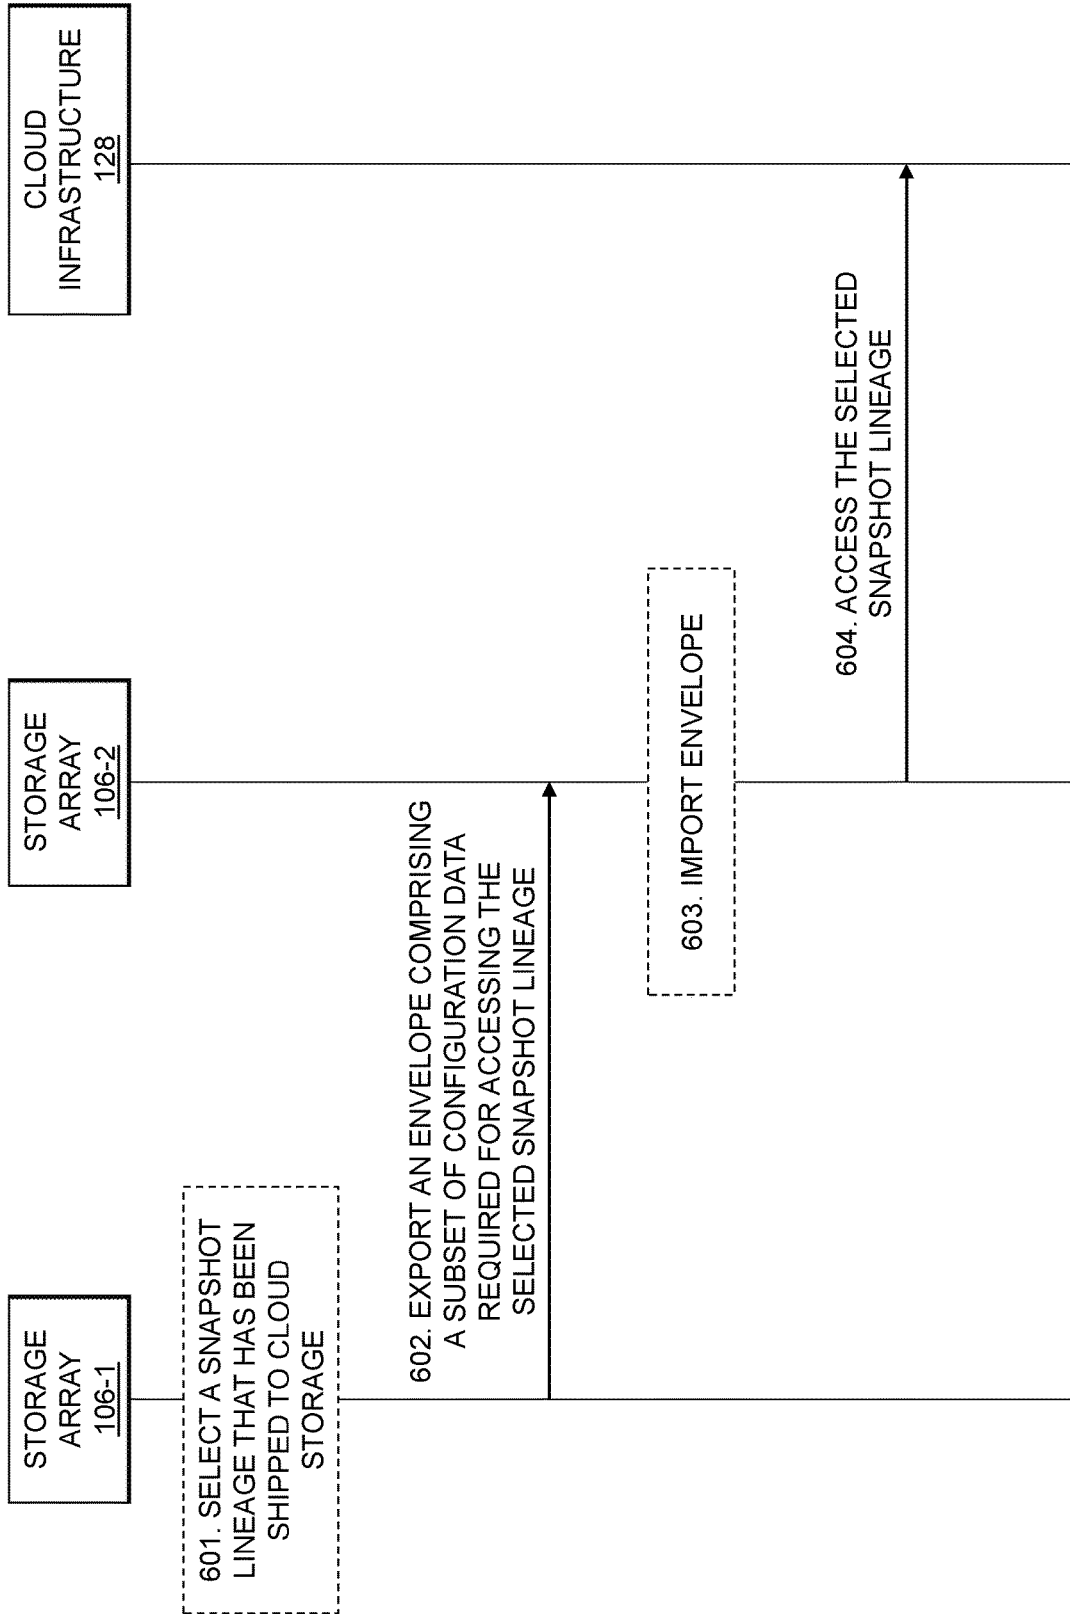 STORAGE
ARRAY
106-1
STORAGE
ARRAY
106-2
CLOUD
INFRASTRUCTURE
128
601. SELECT A SNAPSHOT
LINEAGE THAT HAS BEEN
SHIPPED TO CLOUD
STORAGE
602. EXPORT AN ENVELOPE COMPRISING
A SUBSET OF CONFIGURATION DATA
REQUIRED FOR ACCESSING THE
SELECTED SNAPSHOT LINEAGE
603. IMPORT ENVELOPE
604. ACCESS THE SELECTED
SNAPSHOT LINEAGE